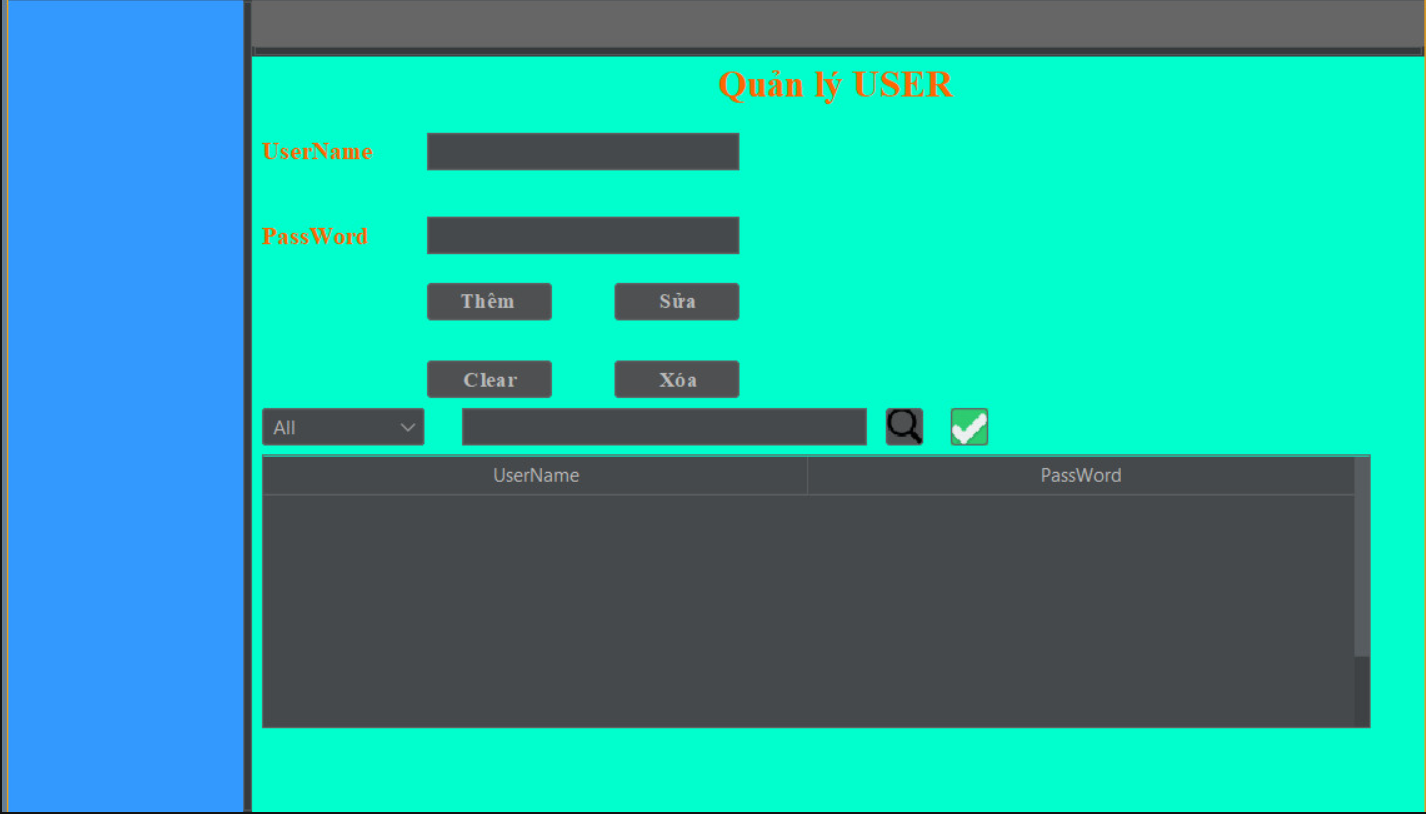 Quản lý USER
UserName
PassWord
Thêm Sửa
Clear Xóa
All
UserName PassWord